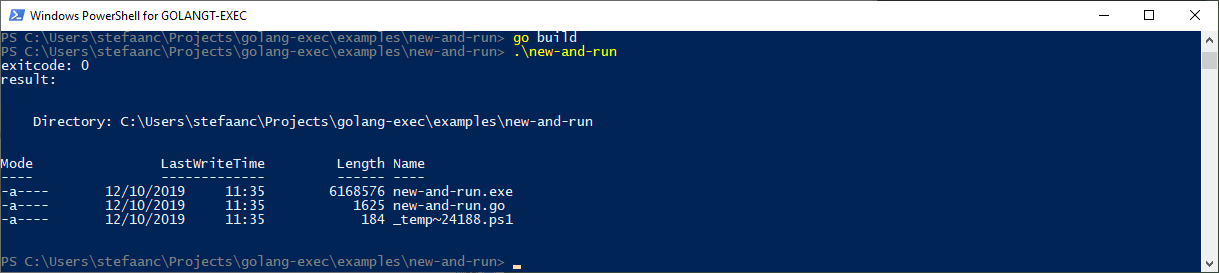 Windows PowerShell for GOLANGT-EXEC
PS C:\Users\stefaanc\Projects\golang-exec\examples\new-and-run> go build
PS C:\Users\stefaanc\Projects\golang-exec\examples\new-and-run> .\new-and-run
exitcode: 0
result:
    Directory: C:\Users\stefaanc\Projects\golang-exec\examples\new-and-run
Mode                LastWriteTime         Length Name
----                -------------         ------ ----
-a----       12/10/2019     11:35        6168576 new-and-run.exe
-a----       12/10/2019     11:35           1625 new-and-run.go
-a----       12/10/2019     11:35            184 _temp~24188.ps1
PS C:\Users\stefaanc\Projects\golang-exec\examples\new-and-run>